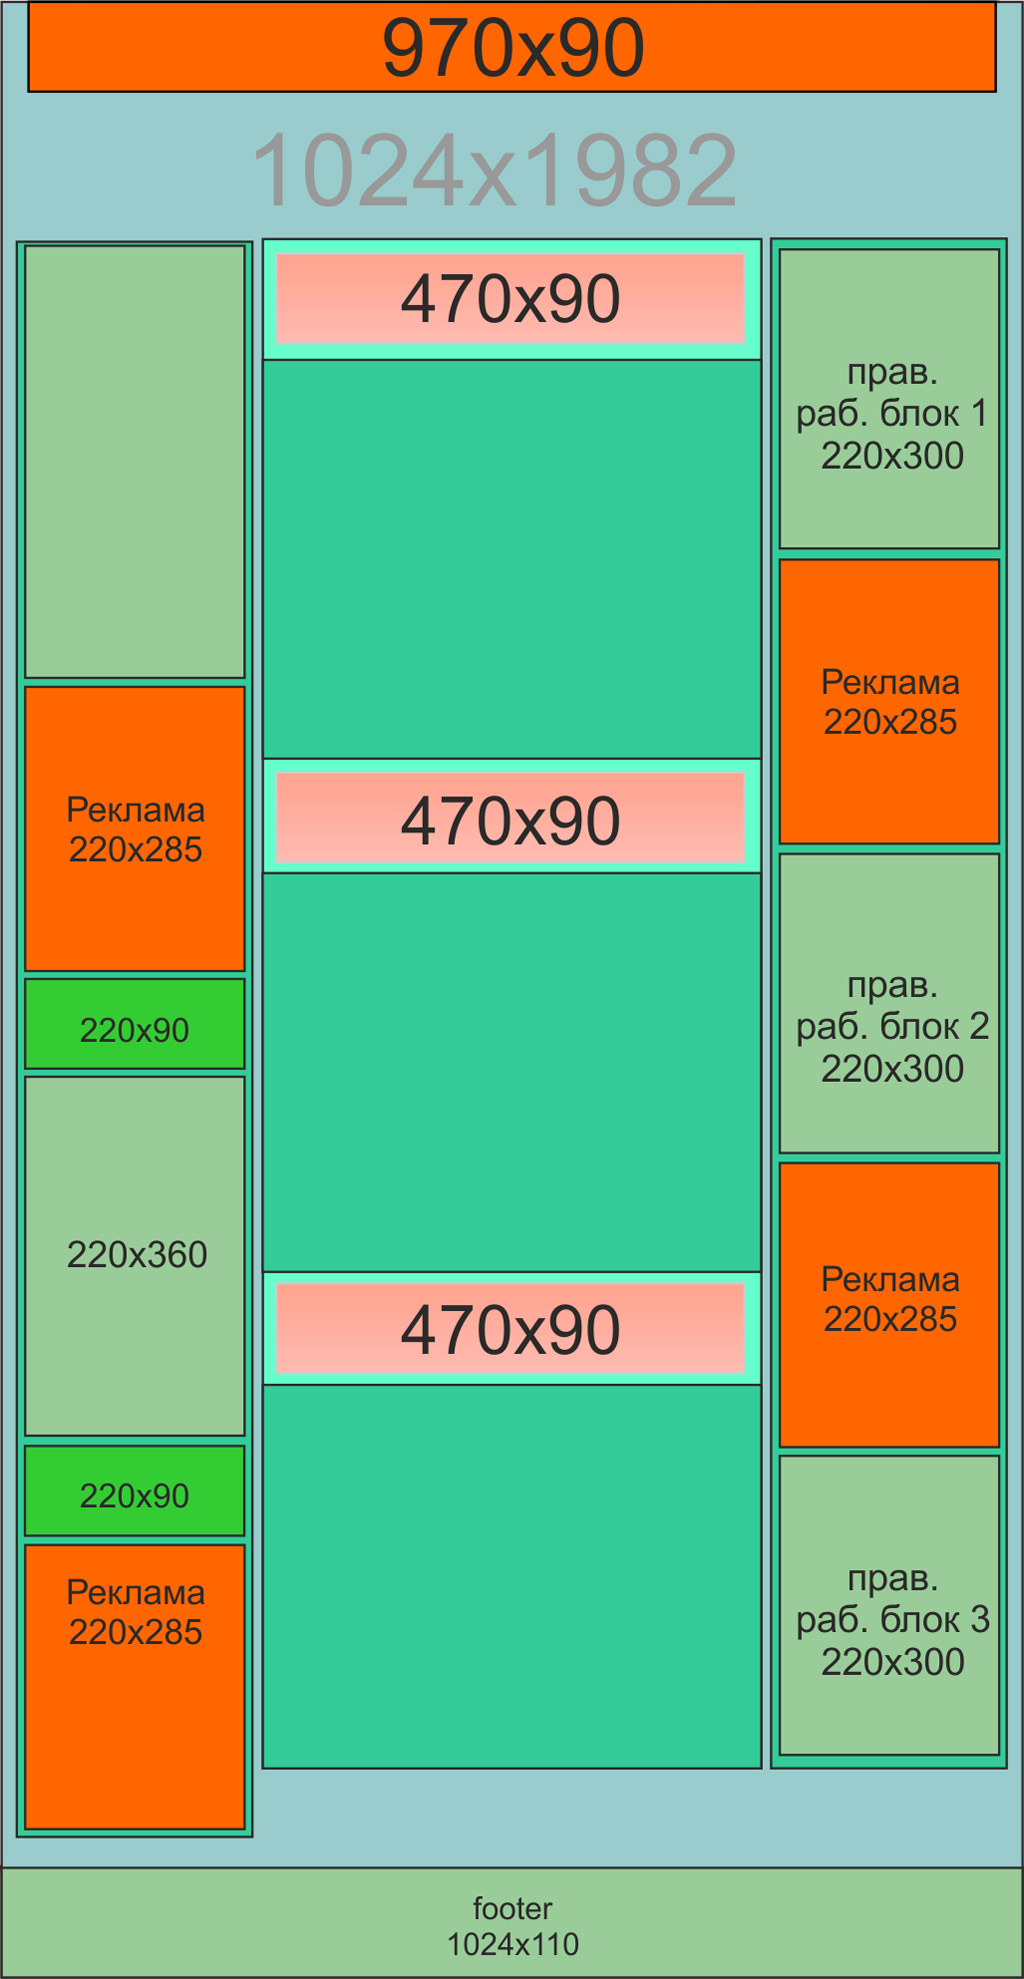 970x90
1024x1982
Реклама
220x285
220x90
220x360
220x90
Реклама
220x285
470x90
470x90
470x90
прав.
раб. блок 1
220x300
Реклама
220x285
прав.
раб. блок 2
220x300
Реклама
220x285
прав.
раб. блок 3
220x300
footer
1024x110